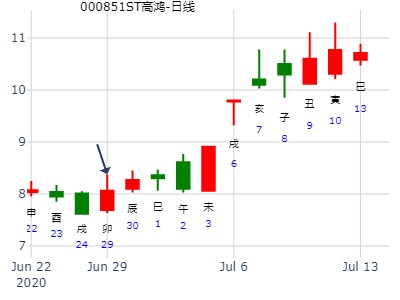 000851ST高鸿-日线
11
10
9
8
7
申
22
酉
23
戌
24
卯
29
辰
30
巳
1
午
2
未
3
戌
6
亥
7
子
8
丑
9
寅
10
巳
13
Jun 22
2020
Jun 29
Jul 6
Jul 13